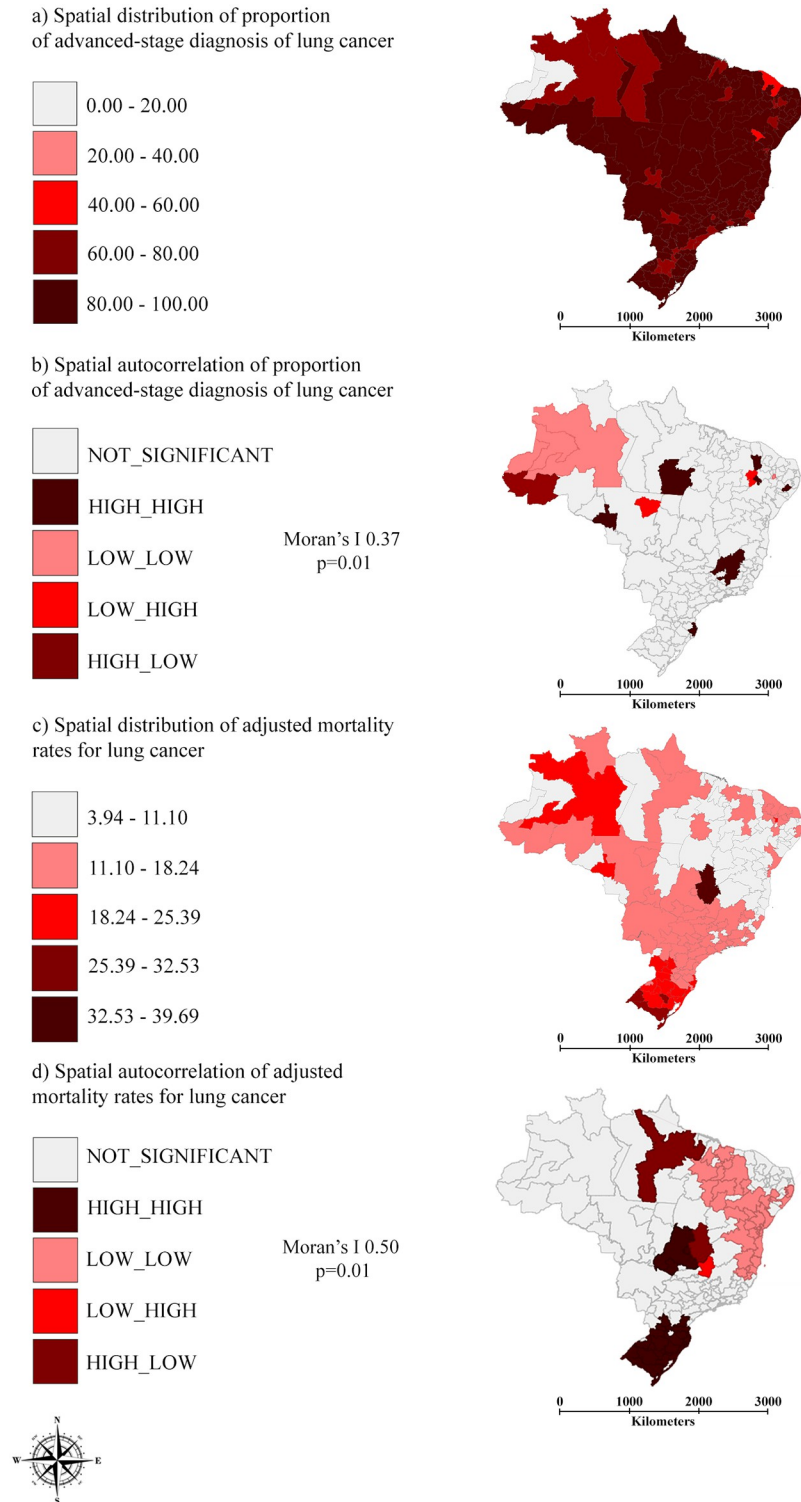 a) Spatial distribution of proportion
of advanced-stage diagnosis of lung cancer
0.00 - 20.00
20.00 - 40.00
40.00 - 60.00
60.00 - 80.00
80.00 - 100.00
0 1000 2000 3000
Kilometers
b) Spatial autocorrelation of proportion
of advanced-stage diagnosis of lung cancer
NOT_SIGNIFICANT
HIGH_HIGH
LOW_LOW
LOW_HIGH
HIGH_LOW
Moran's I 0.37
p=0.01
0 1000 2000 3000
Kilometers
c) Spatial distribution of adjusted mortality
rates for lung cancer
3.94 - 11.10
11.10 - 18.24
18.24 - 25.39
25.39 - 32.53
32.53 - 39.69
0 1000 2000 3000
Kilometers
d) Spatial autocorrelation of adjusted
mortality rates for lung cancer
NOT_SIGNIFICANT
HIGH_HIGH
LOW_LOW
LOW_HIGH
HIGH_LOW
Moran's I 0.50
p=0.01
0 1000 2000 3000
Kilometers
N
W E
S